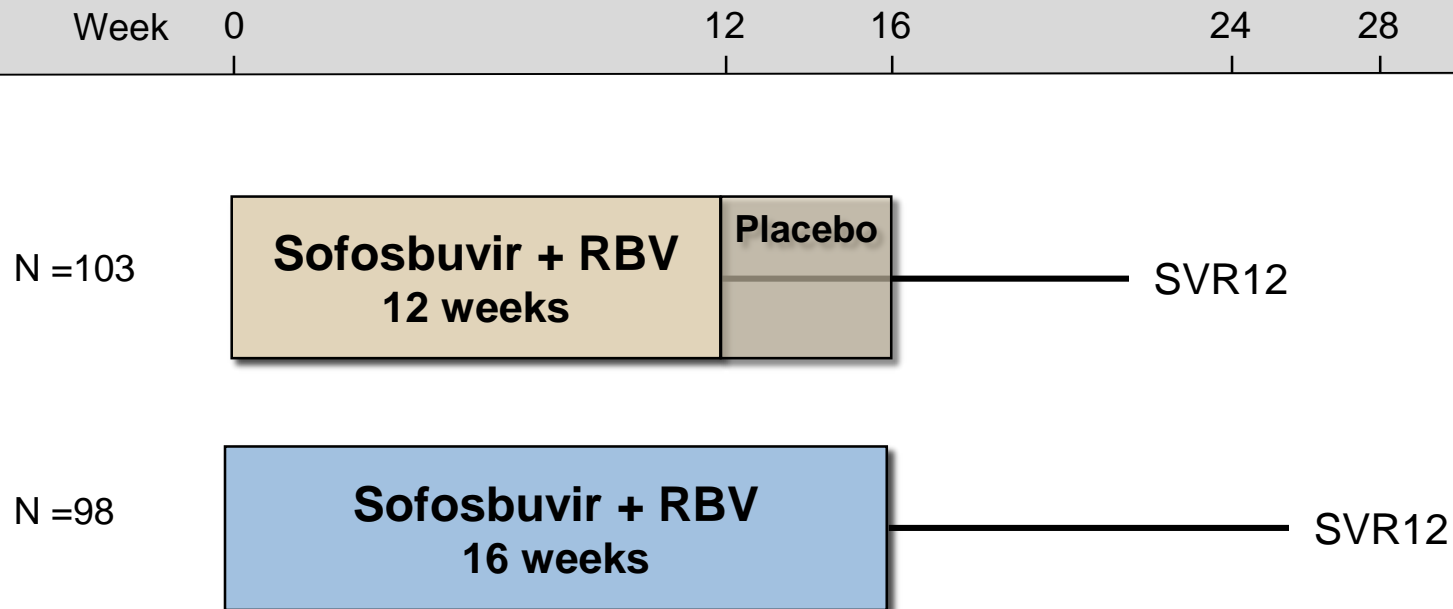 Week 0 12 16 24 28
Placebo
Sofosbuvir + RBV
12 weeks
N =103
SVR12
Sofosbuvir + RBV
16 weeks
N =98
SVR12